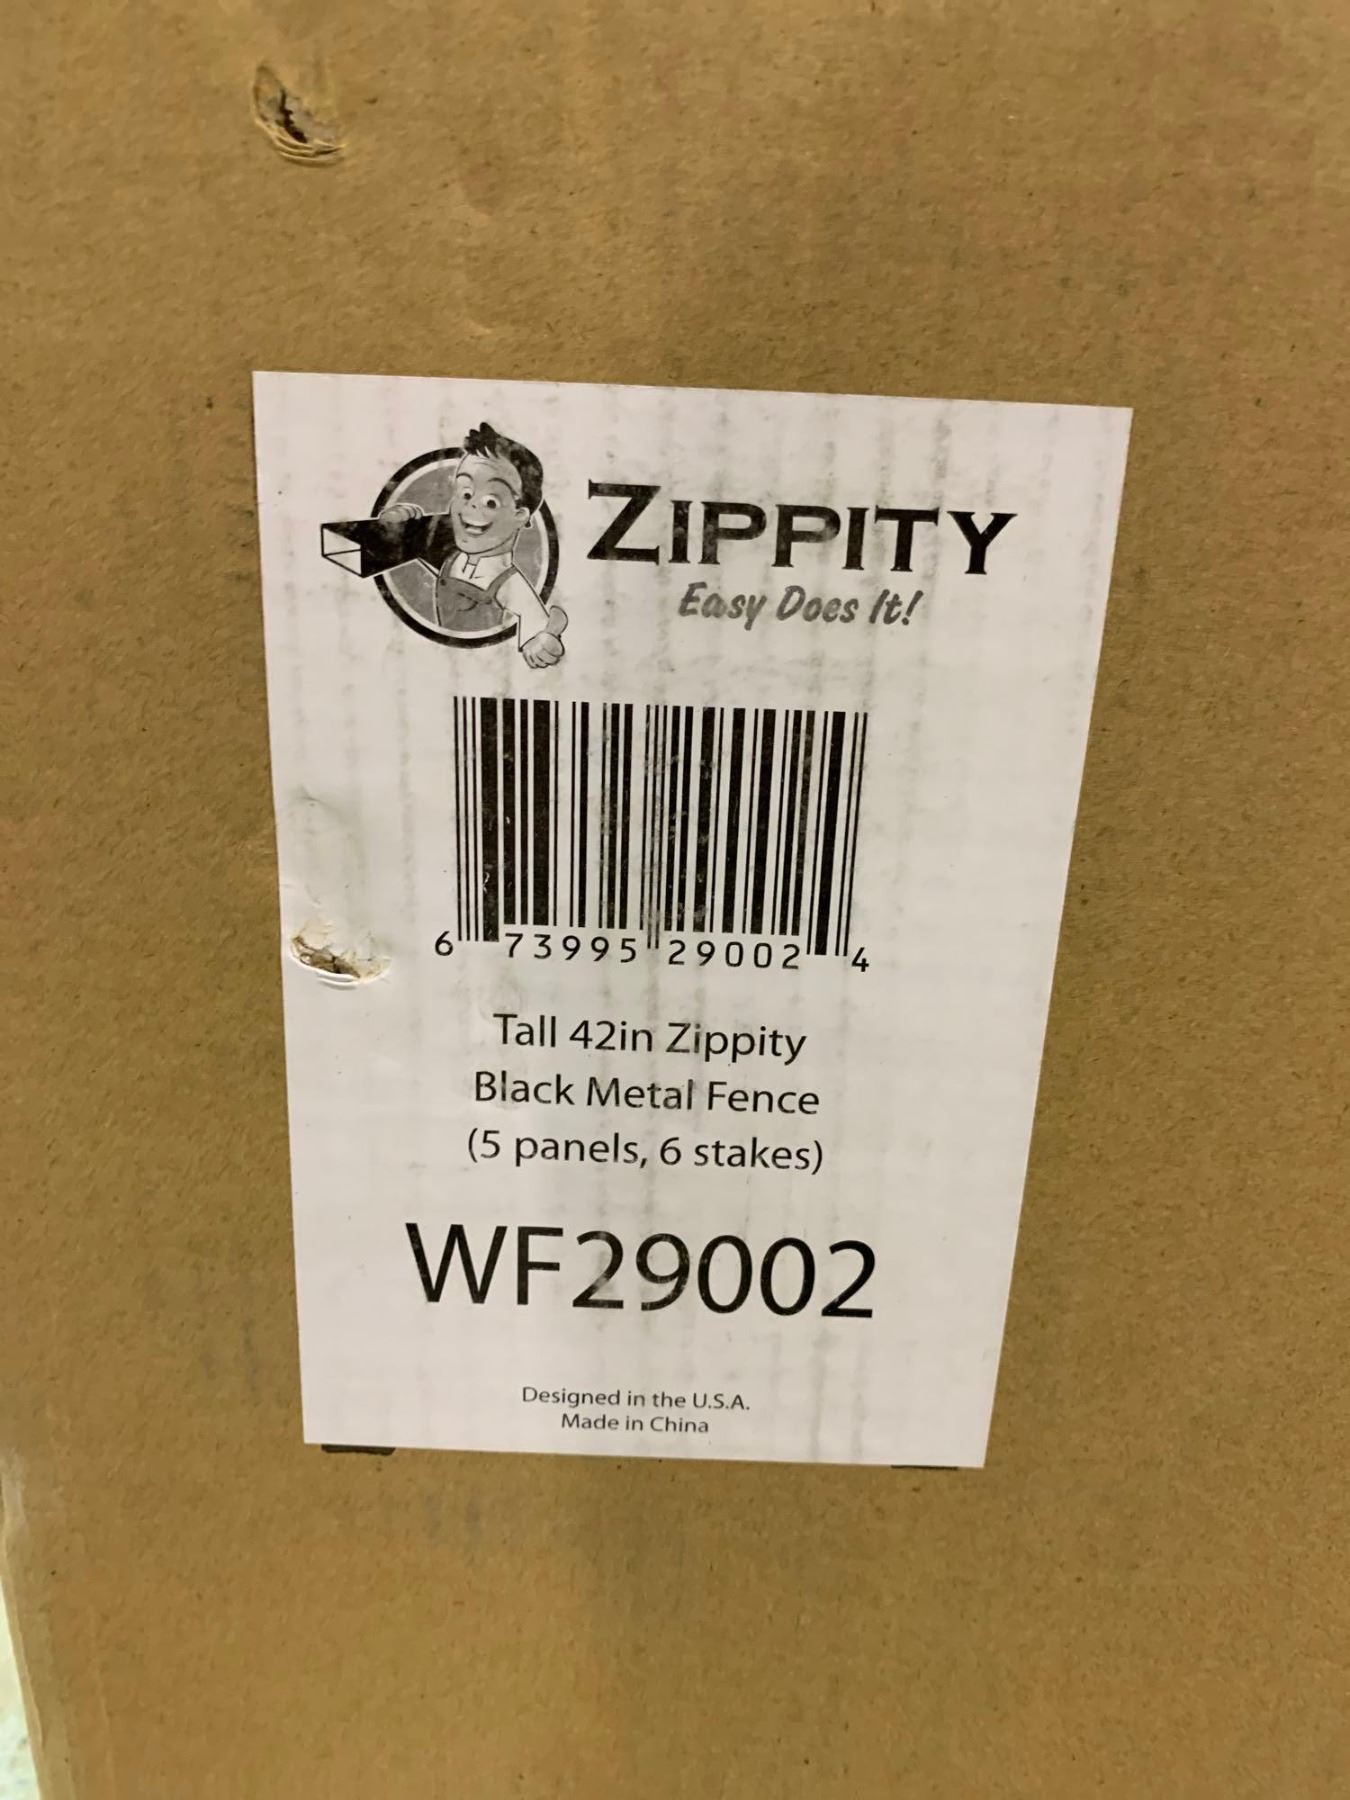 ZIPPITY
Easy Does It!
6 73995 29002 4
Tall 42in Zippity
Black Metal Fence
(5 panels, 6 stakes)
WF29002
Designed in the U.S.A.
Made in China